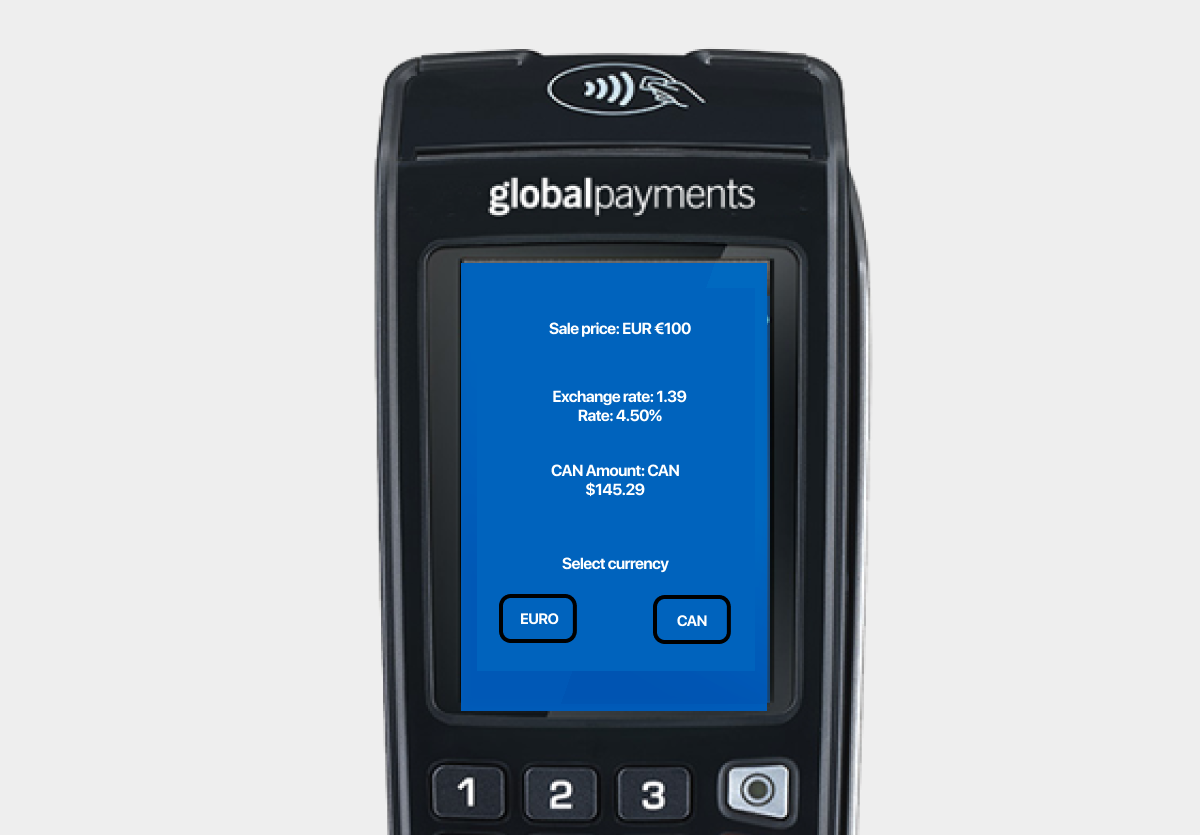 globalpayments
Sale price: EUR €100
Exchange rate: 1.39
Rate: 4.50%
CAN Amount: CAN
$145.29
Select currency
EURO CAN
1 2 3